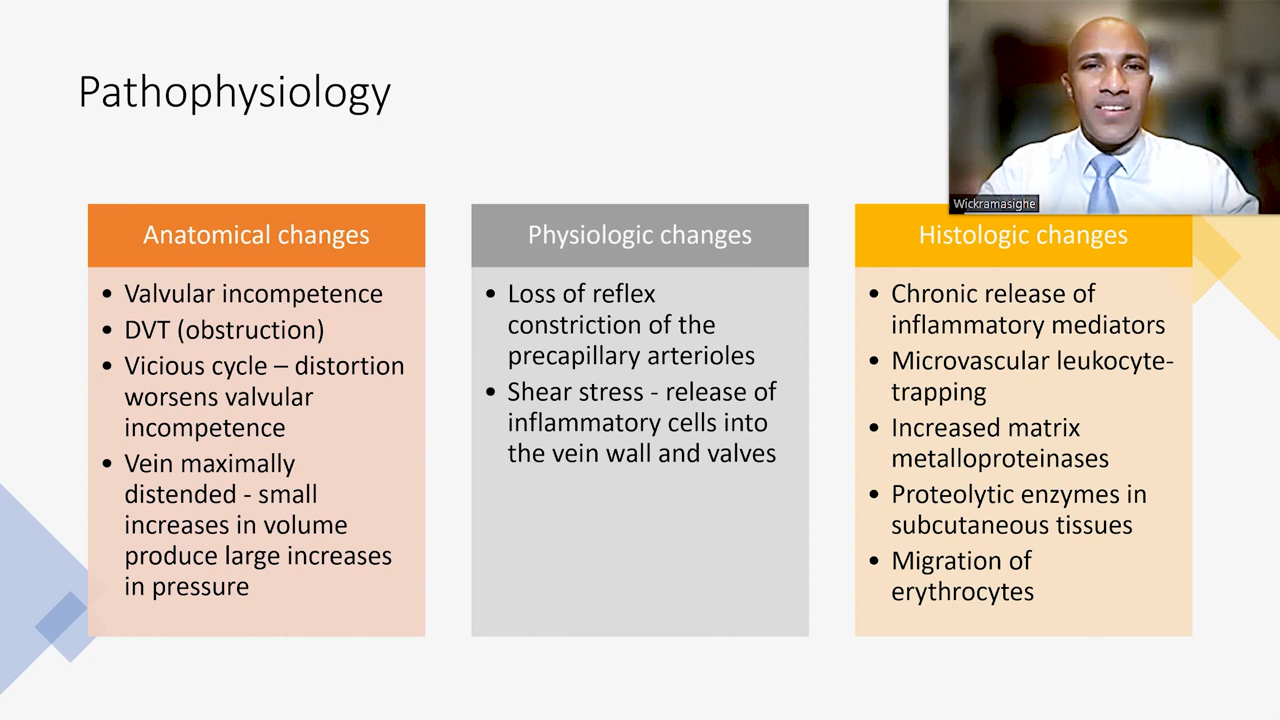 Pathophysiology
Wickramasighe
Anatomical changes
• Valvular incompetence
• DVT (obstruction)
• Vicious cycle – distortion
worsens valvular
incompetence
• Vein maximally
distended - small
increases in volume
produce large increases
in pressure
Physiologic changes
• Loss of reflex
constriction of the
precapillary arterioles
• Shear stress - release of
inflammatory cells into
the vein wall and valves
Histologic changes
• Chronic release of
inflammatory mediators
• Microvascular leukocyte-
trapping
• Increased matrix
metalloproteinases
• Proteolytic enzymes in
subcutaneous tissues
• Migration of
erythrocytes